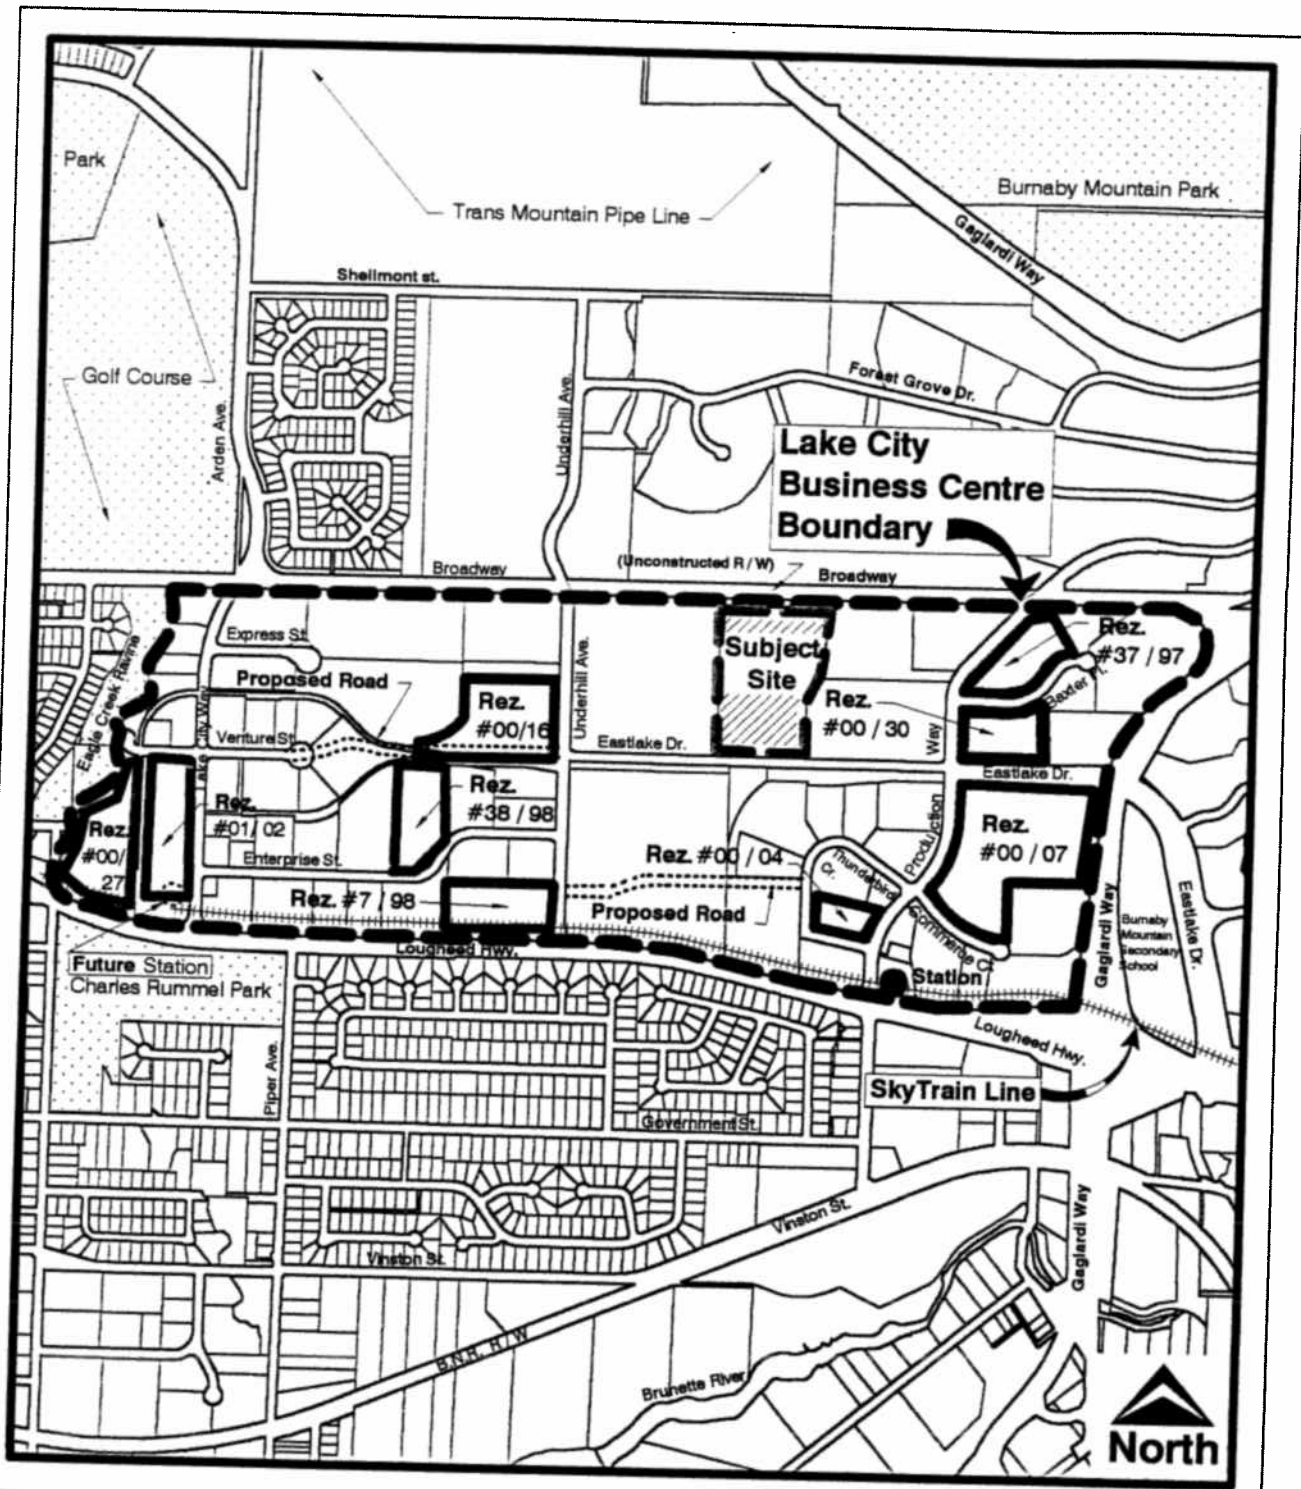 Park
Burnaby Mountain Park
Trans Mountain Pipe Line
Gaglardi Way
Shellmont st.
Golf Course
Arden Ave.
Underhill Ave.
Forest Grove Dr.
Lake City
Business Centre
Boundary
(Unconstructed R / W)
Broadway
Broadway
Express St.
Eagle Creek Ravine
Proposed Road
Rez.
#00/16
Underhill Ave.
Subject
Site
Rez.
#37 / 97
Baxter Pl.
Rez.
#00 / 30
Venture St.
Lake City Way
Eastlake Dr.
Production Way
Eastlake Dr.
Rez.
#38 / 98
Rez.
#01/ 02
Rez.
#00/
27
Enterprise St.
Rez. #00 / 04
Thunderbird
Cr.
Rez.
#00 / 07
Rez. #7 / 98
Proposed Road
Commerce Ct.
Gaglardi Way
Burnaby
Mountain
Secondary
School
Eastlake Dr.
Lougheed Hwy.
Station
Future Station
Charles Rummel Park
Lougheed Hwy.
SkyTrain Line
Piper Ave.
Government St.
Vinston St.
Vinston St.
Gaglardi Way
B.N.R. R / W
Brunette River
North